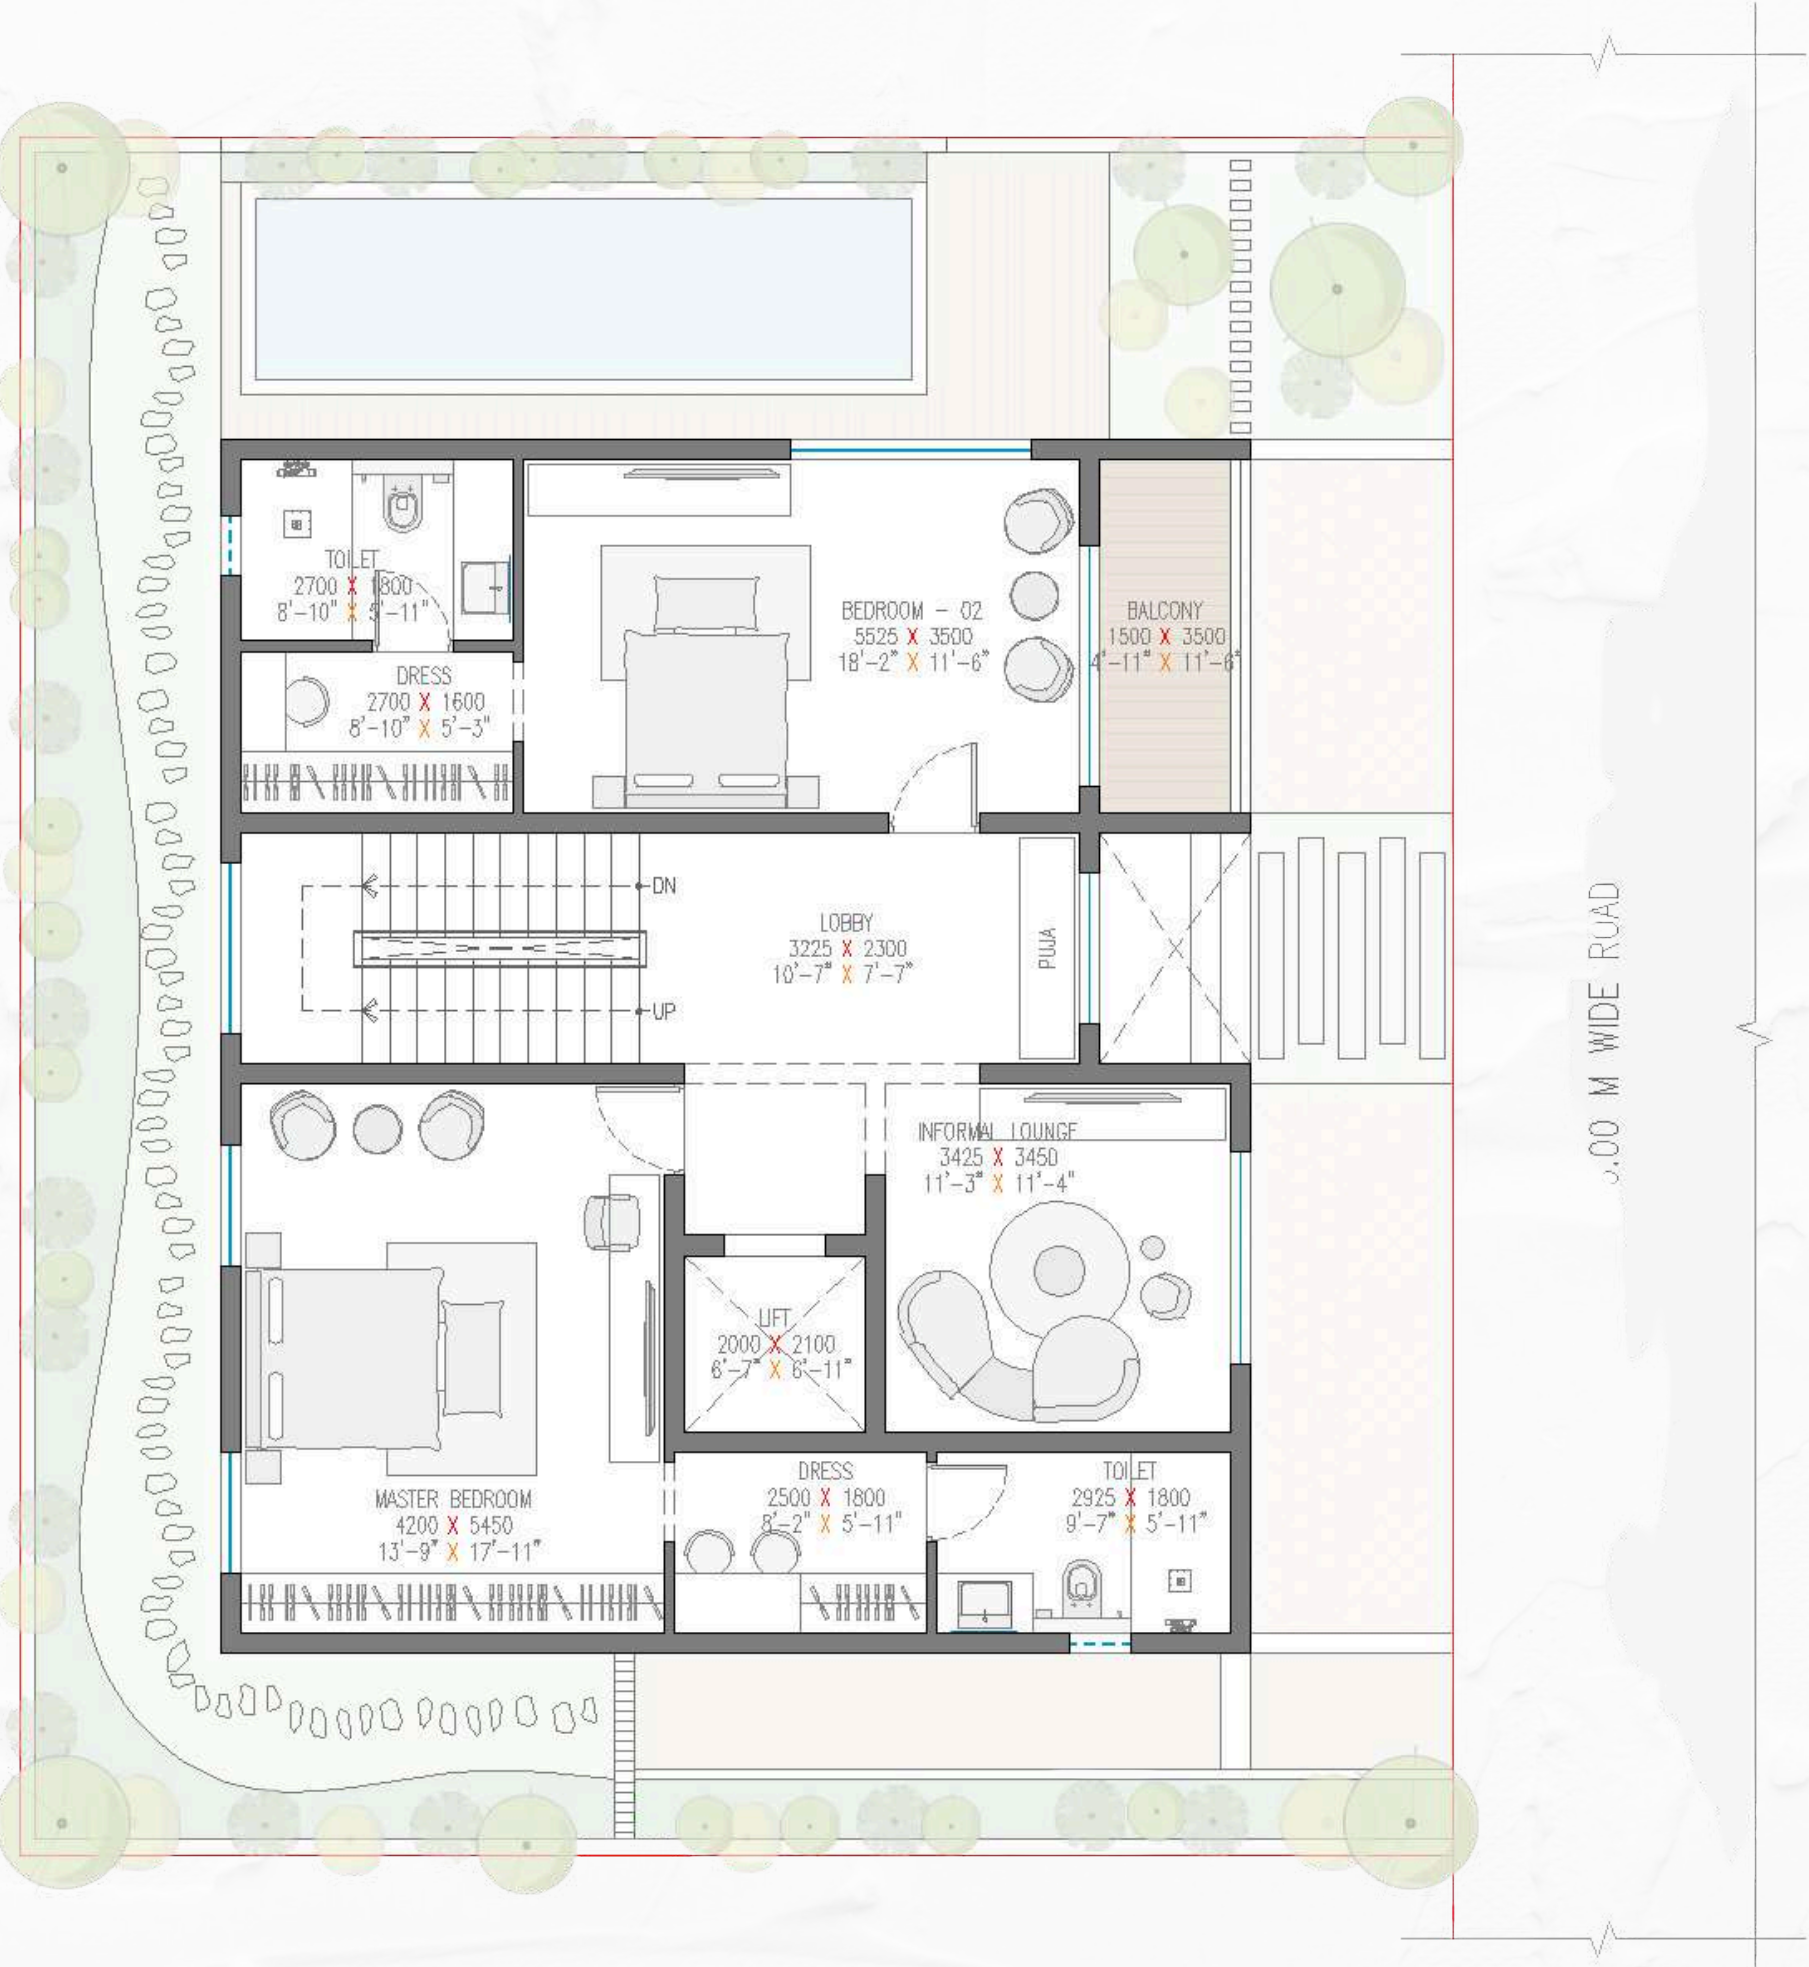 TOILET
2700 X 1800
8'-10" X 5'-11"
DRESS
2700 X 1600
8'-10" X 5'-3"
BEDROOM - 02
5525 X 3500
18'-2" X 11'-6"
BALCONY
1500 X 3500
4'-11" X 11'-6"
DN
UP
LOBBY
3225 X 2300
10'-7" X 7'-7"
PUJA
INFORMAL LOUNGE
3425 X 3450
11'-3" X 11'-4"
LIFT
2000 X 2100
6'-7" X 6'-11"
MASTER BEDROOM
4200 X 5450
13'-9" X 17'-11"
DRESS
2500 X 1800
8'-2" X 5'-11"
TOILET
2925 X 1800
9'-7" X 5'-11"
.00 M WIDE ROAD